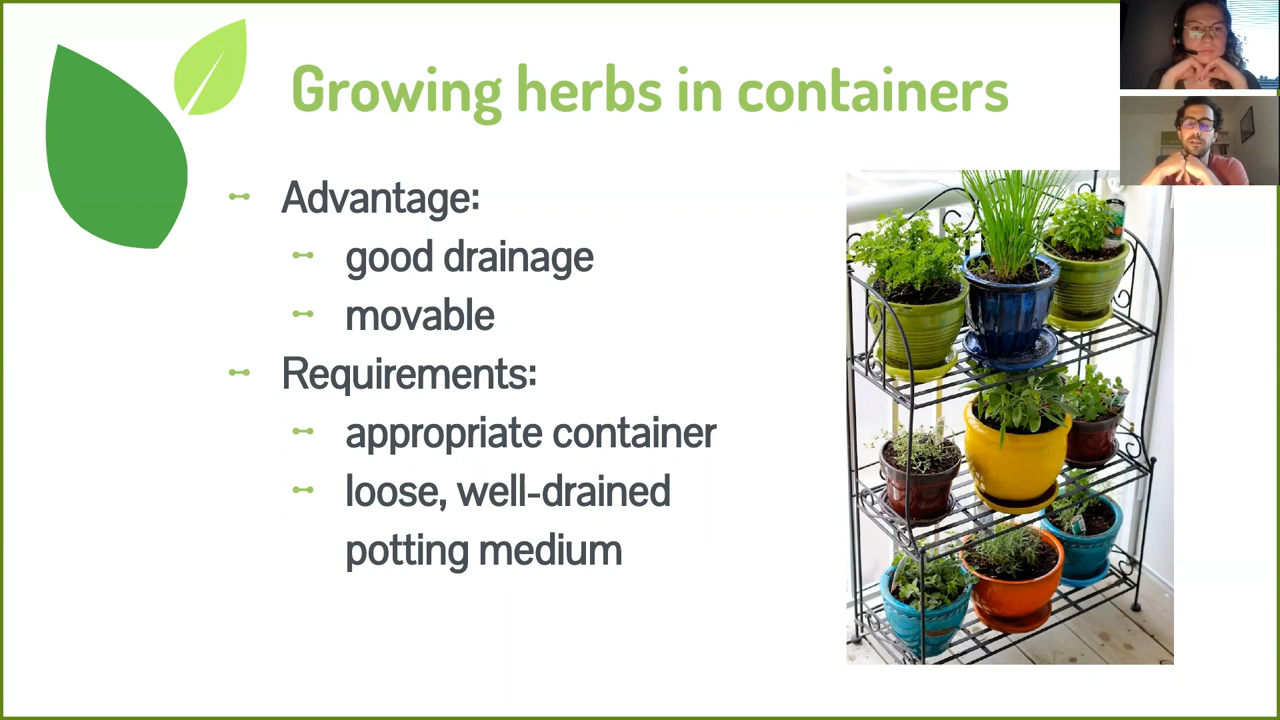 Growing herbs in containers
Advantage:
good drainage
movable
Requirements:
appropriate container
loose, well-drained
potting medium